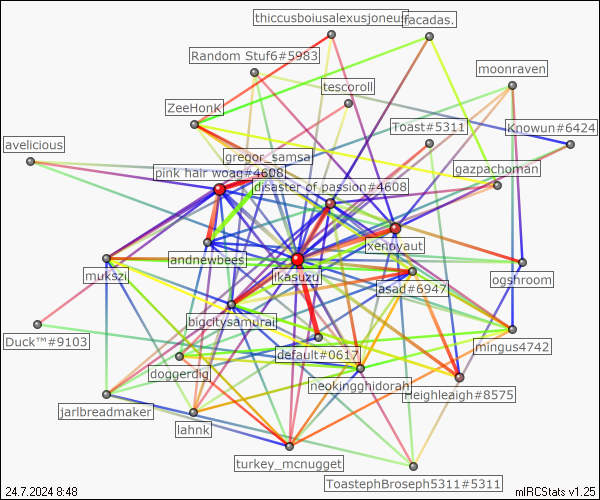 thiccusboiusalexusjoneusf
facadas.
Random Stuf6#5983
moonraven
tescoroll
ZeeHonK
Toast#5311
Knowun#6424
avelicious
gregor_samsa
gazpachoman
pink hair woag#4608
disaster of passion#4608
xenoyaut
andnewbees
mukszi
ikasuzu
asad#6947
ogshroom
bigcitysamurai
Duck™#9103
default#0617
mingus4742
doggerdig
neokingghidorah
Heighleaigh#8575
jarlbreadmaker
lahnk
turkey_mcnugget
ToastephBroseph5311#5311
24.7.2024 8:48
mIRCStats v1.25